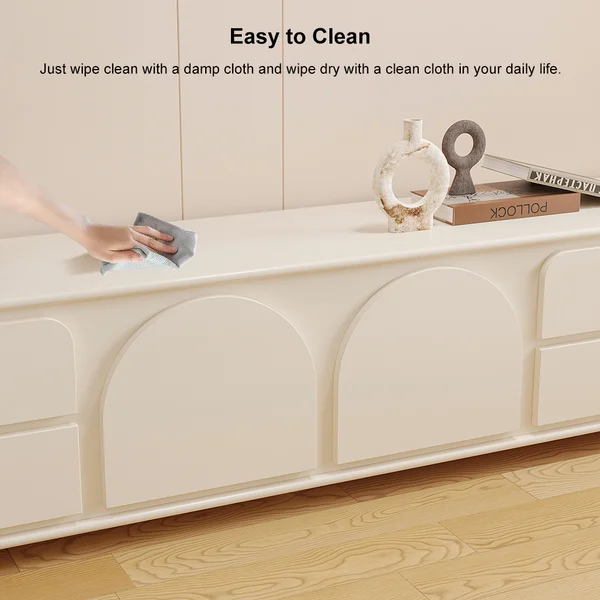 Easy to Clean
Just wipe clean with a damp cloth and wipe dry with a clean cloth in your daily life.
ПАСТЕРНАК
POLLOCK